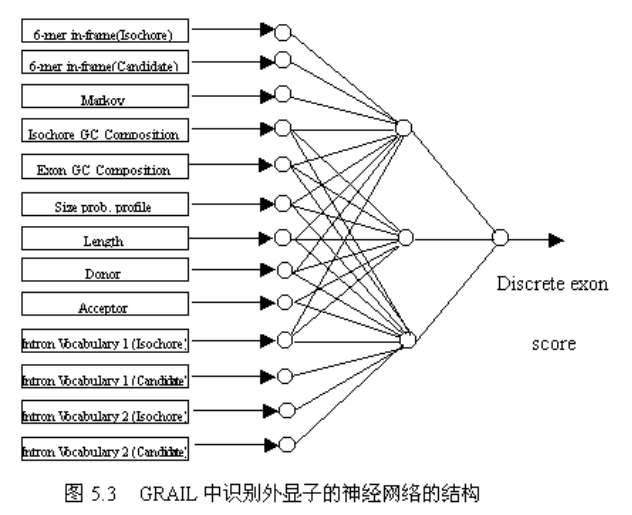 6-mer in-frame(Isochore)
6-mer in-frame(Candidate)
Markov
Isochore GC Composition
Exon GC Composition
Size prob. profile
Length
Donor
Acceptor
Intron Vocabulary 1 (Isochore)
Intron Vocabulary 1 (Candidate)
Intron Vocabulary 2 (Isochore)
Intron Vocabulary 2 (Candidate)
Discrete exon
score
图 5.3 GRAIL 中识别外显子的神经网络的结构